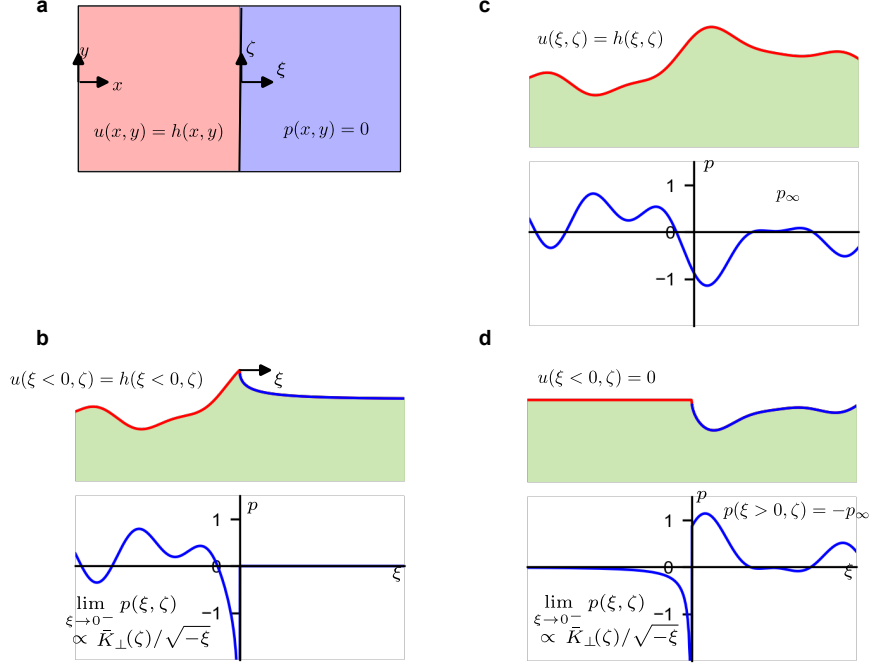 a
y
ζ
ξ
x
u(x, y) = h(x, y)
p(x, y) = 0
b
u(ξ < 0, ζ) = h(ξ < 0, ζ)
ξ
p
1
0
ξ
−1
lim p(ξ, ζ)
ξ→0⁻
∝ K̄⊥(ζ)/√−ξ
c
u(ξ, ζ) = h(ξ, ζ)
p
1
p∞
0
−1
d
u(ξ < 0, ζ) = 0
p
p(ξ > 0, ζ) = −p∞
1
0
ξ
−1
lim p(ξ, ζ)
ξ→0⁻
∝ K̄⊥(ζ)/√−ξ